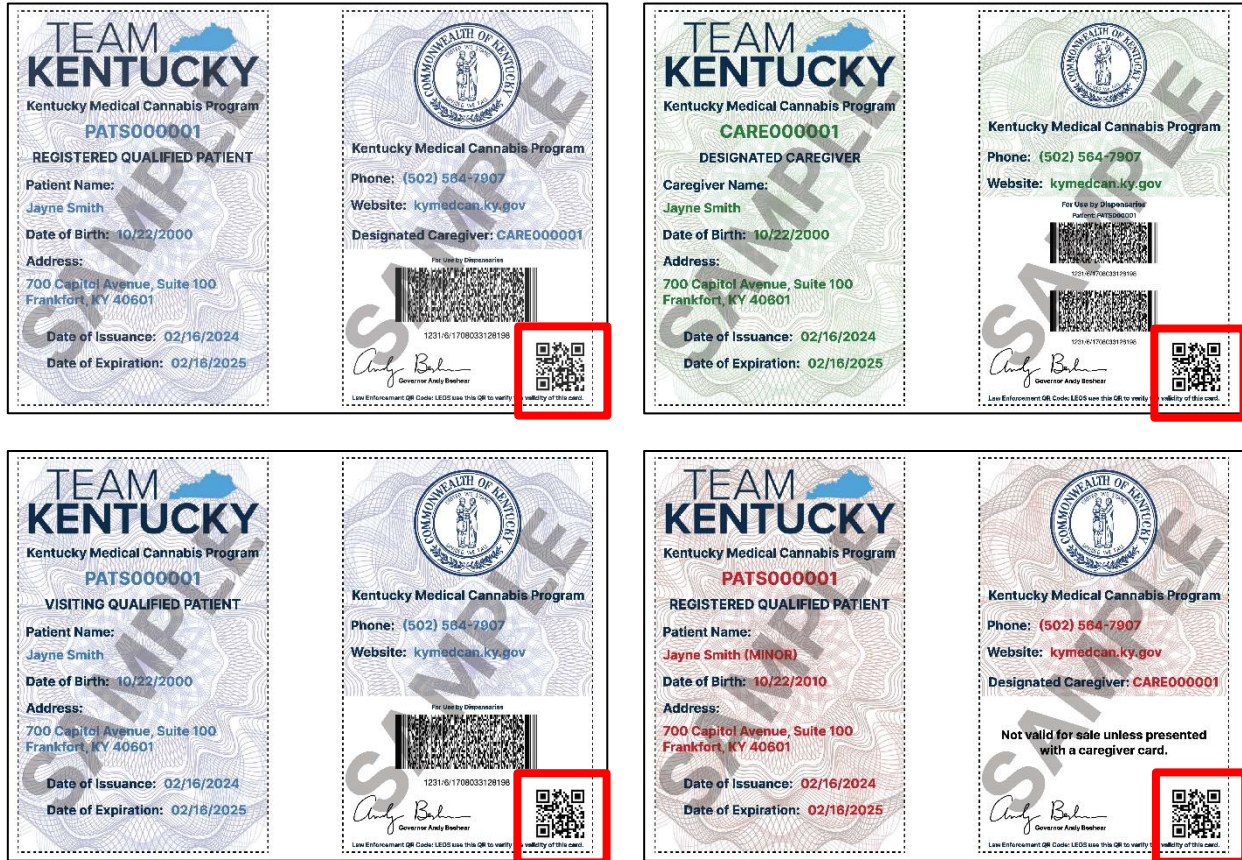 TEAM
KENTUCKY
Kentucky Medical Cannabis Program
PATS000001
REGISTERED QUALIFIED PATIENT
Patient Name:
Jayne Smith
Date of Birth: 10/22/2000
Address:
700 Capitol Avenue, Suite 100
Frankfort, KY 40601
Date of Issuance: 02/16/2024
Date of Expiration: 02/16/2025
SAMPLE
COMMONWEALTH OF KENTUCKY
Kentucky Medical Cannabis Program
Phone: (502) 564-7907
Website: kymedcan.ky.gov
Designated Caregiver: CARE000001
For Use by Dispensaries
1231/6/1708033128198
Governor Andy Beshear
Law Enforcement QR Code: LEOS use this QR to verify the validity of this card.
SAMPLE
TEAM
KENTUCKY
Kentucky Medical Cannabis Program
CARE000001
DESIGNATED CAREGIVER
Caregiver Name:
Jayne Smith
Date of Birth: 10/22/2000
Address:
700 Capitol Avenue, Suite 100
Frankfort, KY 40601
Date of Issuance: 02/16/2024
Date of Expiration: 02/16/2025
SAMPLE
COMMONWEALTH OF KENTUCKY
Kentucky Medical Cannabis Program
Phone: (502) 564-7907
Website: kymedcan.ky.gov
For Use by Dispensaries
Patient: PATS000001
1231/6/1708033128198
1231/6/1708033128198
Governor Andy Beshear
Law Enforcement QR Code: LEOS use this QR to verify the validity of this card.
SAMPLE
TEAM
KENTUCKY
Kentucky Medical Cannabis Program
PATS000001
VISITING QUALIFIED PATIENT
Patient Name:
Jayne Smith
Date of Birth: 10/22/2000
Address:
700 Capitol Avenue, Suite 100
Frankfort, KY 40601
Date of Issuance: 02/16/2024
Date of Expiration: 02/16/2025
SAMPLE
COMMONWEALTH OF KENTUCKY
Kentucky Medical Cannabis Program
Phone: (502) 564-7907
Website: kymedcan.ky.gov
For Use by Dispensaries
1231/6/1708033128198
Governor Andy Beshear
Law Enforcement QR Code: LEOS use this QR to verify the validity of this card.
SAMPLE
TEAM
KENTUCKY
Kentucky Medical Cannabis Program
PATS000001
REGISTERED QUALIFIED PATIENT
Patient Name:
Jayne Smith (MINOR)
Date of Birth: 10/22/2010
Address:
700 Capitol Avenue, Suite 100
Frankfort, KY 40601
Date of Issuance: 02/16/2024
Date of Expiration: 02/16/2025
SAMPLE
COMMONWEALTH OF KENTUCKY
Kentucky Medical Cannabis Program
Phone: (502) 564-7907
Website: kymedcan.ky.gov
Designated Caregiver: CARE000001
Not valid for sale unless presented
with a caregiver card.
Governor Andy Beshear
Law Enforcement QR Code: LEOS use this QR to verify the validity of this card.
SAMPLE